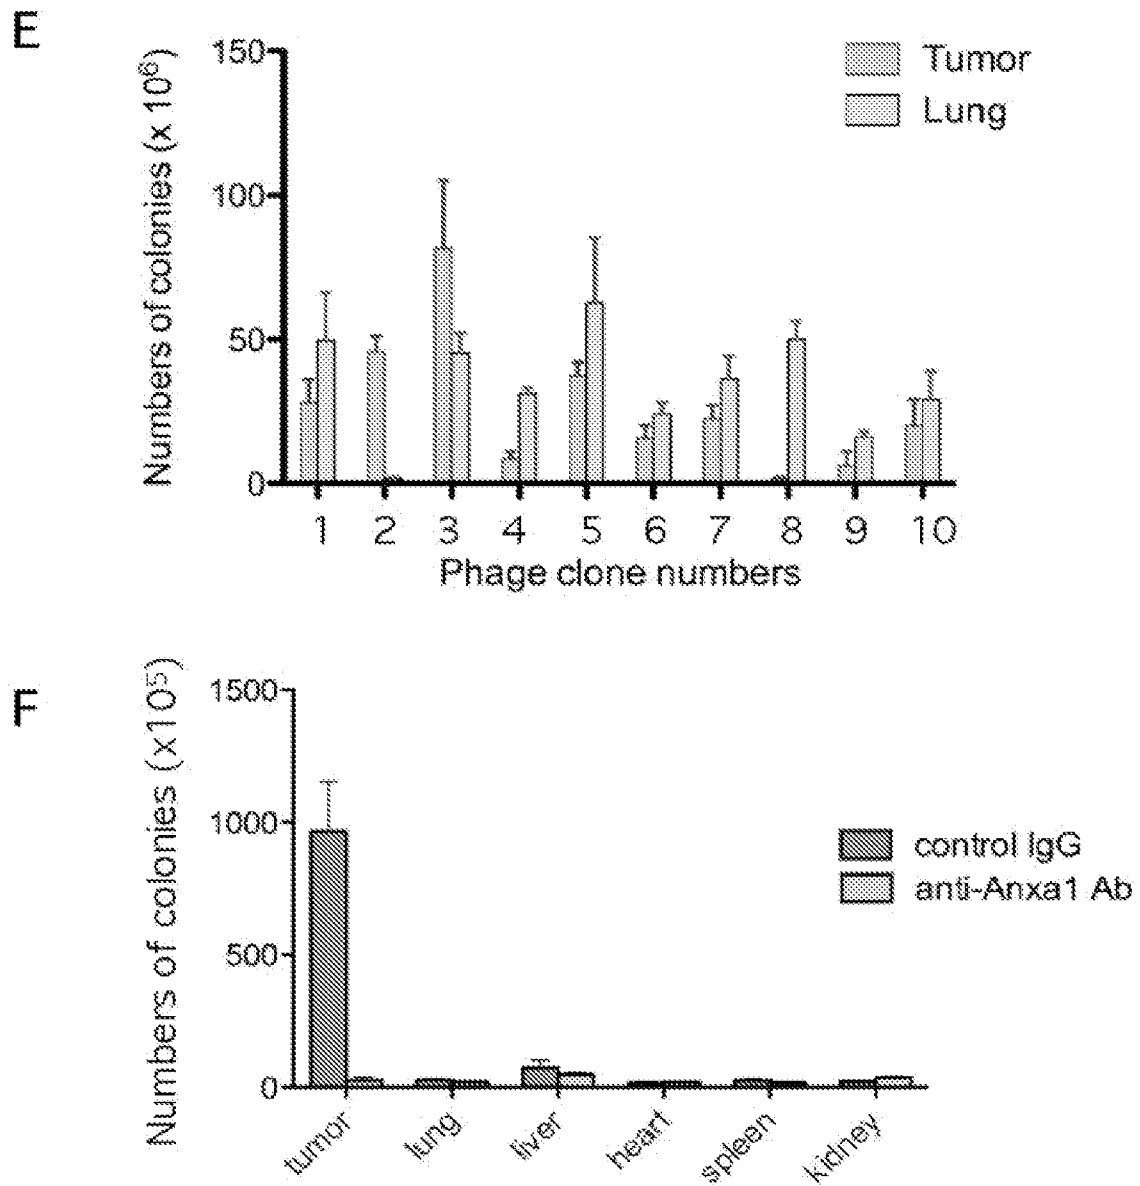 E
Numbers of colonies (x 10⁶)
150
100
50
0
Tumor
Lung
1 2 3 4 5 6 7 8 9 10
Phage clone numbers
F
Numbers of colonies (x10⁵)
1500
1000
500
0
control IgG
anti-Anxa1 Ab
tumor lung liver heart spleen kidney